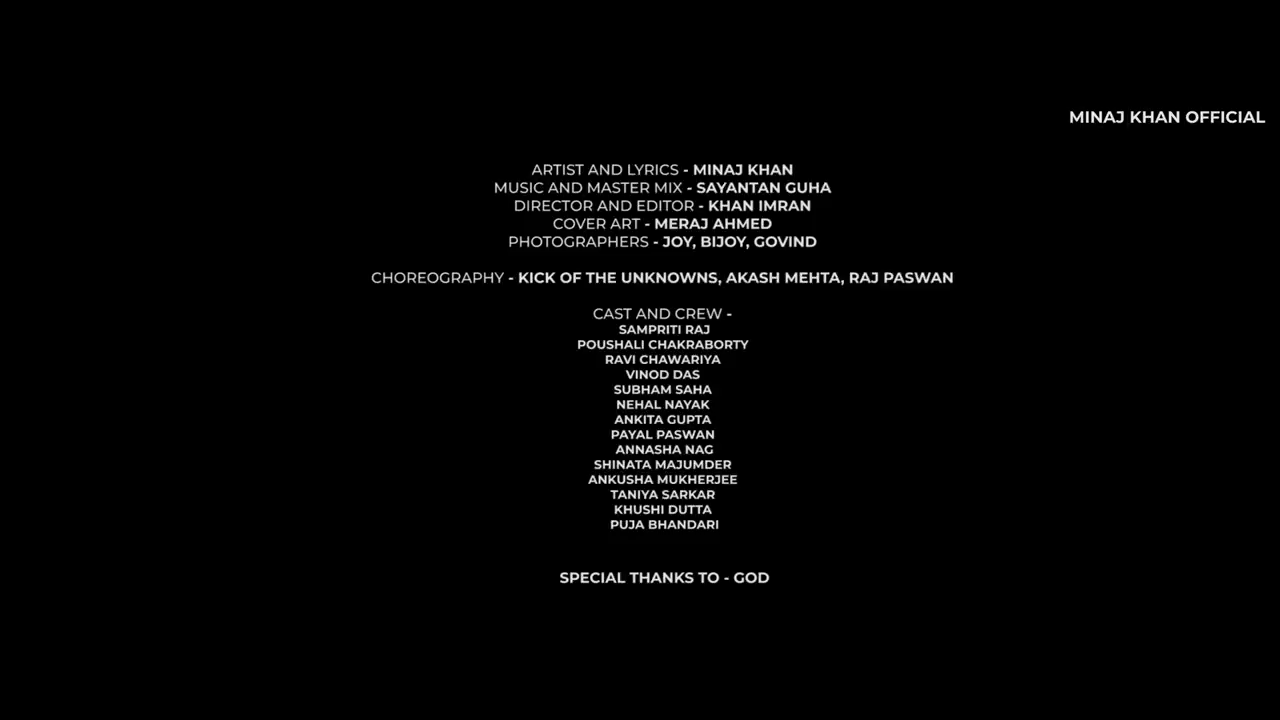 MINAJ KHAN OFFICIAL
ARTIST AND LYRICS - MINAJ KHAN
MUSIC AND MASTER MIX - SAYANTAN GUHA
DIRECTOR AND EDITOR - KHAN IMRAN
COVER ART - MERAJ AHMED
PHOTOGRAPHERS - JOY, BIJOY, GOVIND
CHOREOGRAPHY - KICK OF THE UNKNOWNS, AKASH MEHTA, RAJ PASWAN
CAST AND CREW -
SAMPRITI RAJ
POUSHALI CHAKRABORTY
RAVI CHAWARIYA
VINOD DAS
SUBHAM SAHA
NEHAL NAYAK
ANKITA GUPTA
PAYAL PASWAN
ANNASHA NAG
SHINATA MAJUMDER
ANKUSHA MUKHERJEE
TANIYA SARKAR
KHUSHI DUTTA
PUJA BHANDARI
SPECIAL THANKS TO - GOD